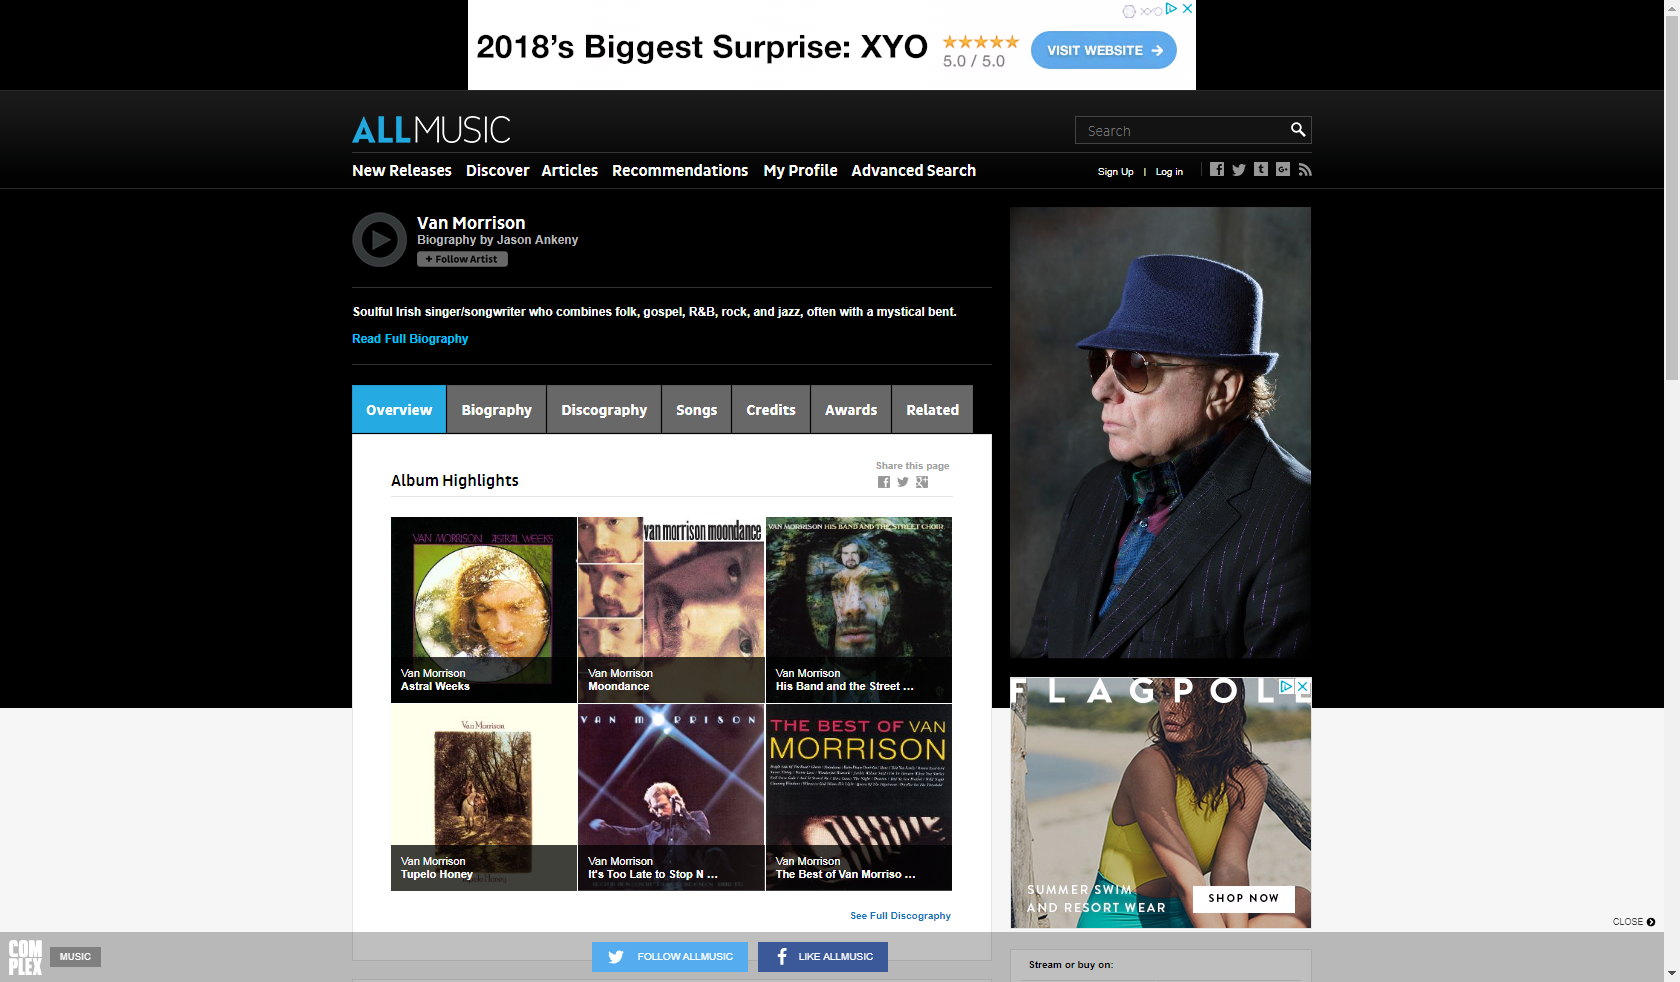 2018's Biggest Surprise: XYO
5.0 / 5.0
VISIT WEBSITE
ALLMUSIC
Search
New Releases Discover Articles Recommendations My Profile Advanced Search
Sign Up | Log in
Van Morrison
Biography by Jason Ankeny
+ Follow Artist
Soulful Irish singer/songwriter who combines folk, gospel, R&B, rock, and jazz, often with a mystical bent.
Read Full Biography
Overview Biography Discography Songs Credits Awards Related
Album Highlights
Share this page
VAN MORRISON ASTRAL WEEKS
van morrison moondance
VAN MORRISON HIS BAND AND THE STREET CHOIR
Van Morrison
Astral Weeks
Van Morrison
Moondance
Van Morrison
His Band and the Street ...
Van Morrison
VAN MORRISON
THE BEST OF VAN
MORRISON
Van Morrison
Tupelo Honey
Van Morrison
It's Too Late to Stop N ...
Van Morrison
The Best of Van Morriso ...
See Full Discography
FLAGPOLE
SUMMER SWIM
AND RESORT WEAR
SHOP NOW
CLOSE
COM
PLEX
MUSIC
FOLLOW ALLMUSIC
LIKE ALLMUSIC
Stream or buy on: